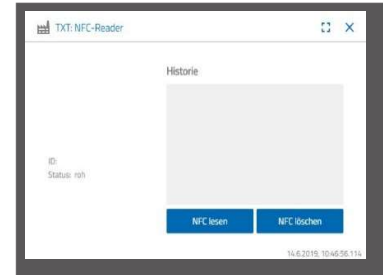 TXT: NFC-Reader
Historie
ID:
Status: roh
NFC lesen
NFC löschen
14.6.2019, 10:46:56.114